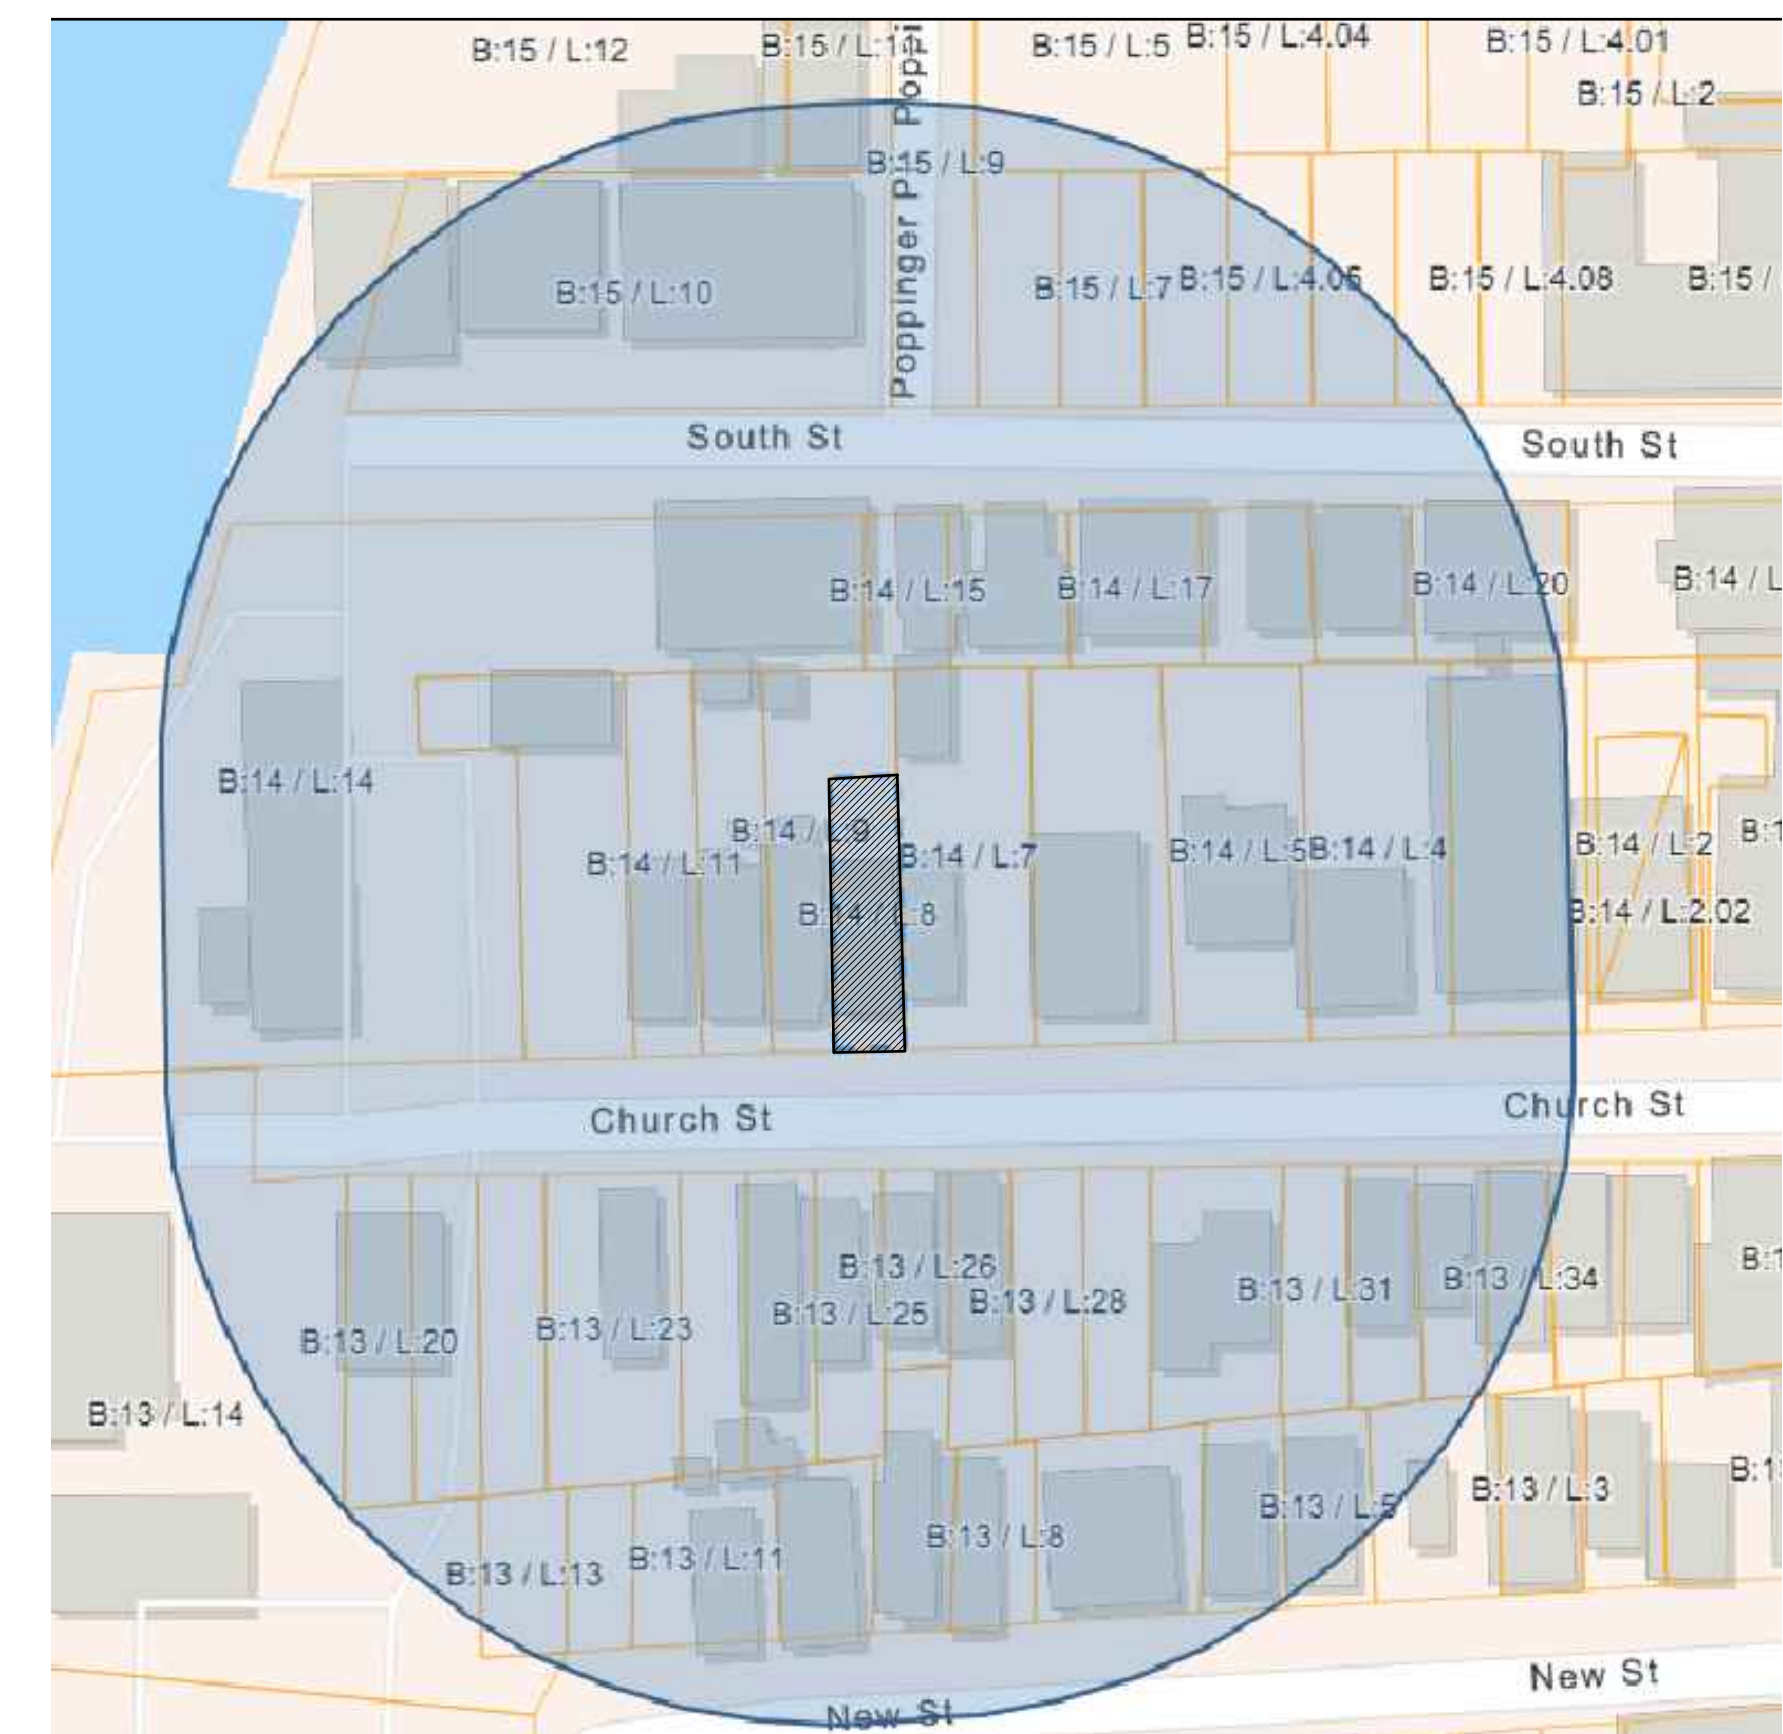 B:15 / L:12
B:15 / L:5
B:15 / L:4.04
B:15 / L:4.01
B:15 / L:2
B:15 / L:9
Poppinger Pl
Poppi
B:15 / L:10
B:15 / L:7
B:15 / L:4.08
B:15 /
South St
South St
B:14 / L:15
B:14 / L:17
B:14 / L:20
B:14 / L
B:14 / L:14
B:14 / L:9
B:14 / L:11
B:14 / L:7
B:14 / L:5
B:14 / L:4
B:14 / L:2
B:1
B:14 / L:8
B:14 / L:2.02
Church St
Church St
B:13 / L:26
B:13 / L:25
B:13 / L:28
B:13 / L:31
B:13 / L:34
B:1
B:13 / L:20
B:13 / L:23
B:13 / L:14
B:13 / L:5
B:13 / L:3
B:1
B:13 / L:8
B:13 / L:11
B:13 / L:13
New St
New St